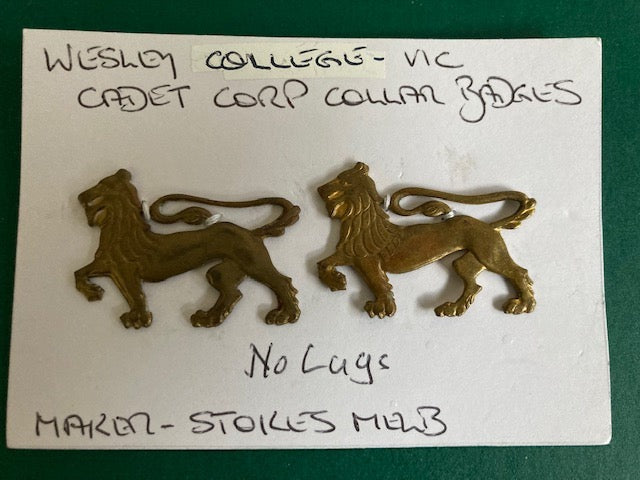 WESLEY COLLEGE - VIC
CADET CORP COLLAR BADGES
No Lugs
MAKER - STOKES MELB